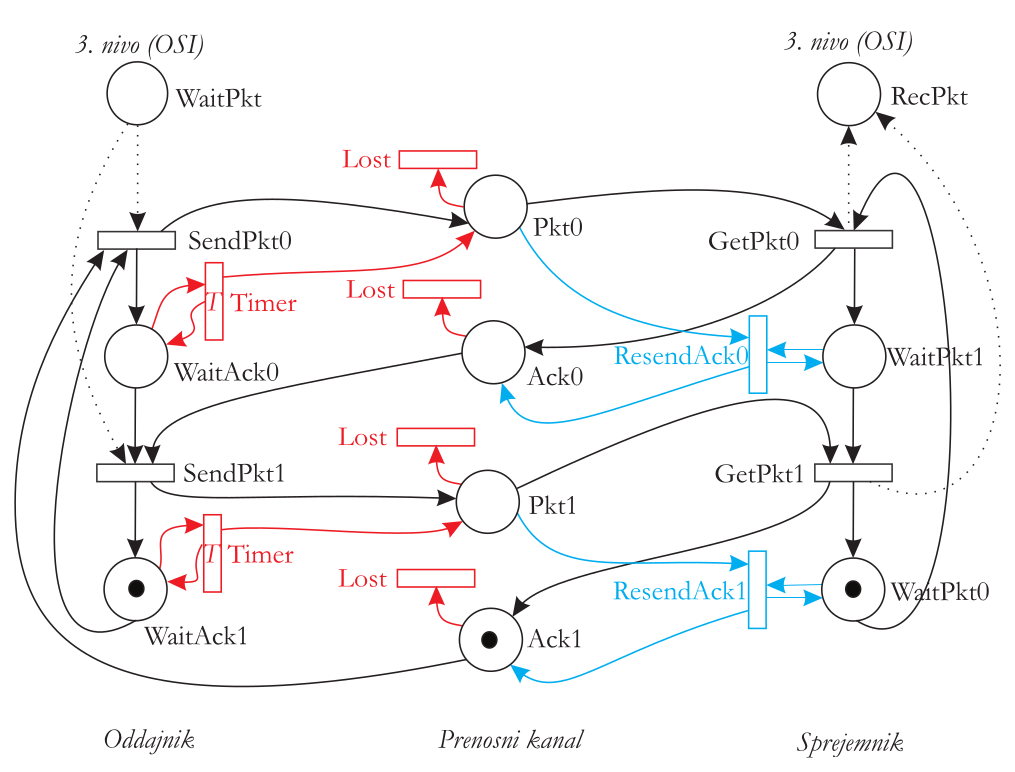 3. nivo (OSI)
3. nivo (OSI)
WaitPkt
RecPkt
Lost
Pkt0
SendPkt0
GetPkt0
Lost
T Timer
ResendAck0
WaitPkt1
WaitAck0
Ack0
Lost
SendPkt1
GetPkt1
Pkt1
T Timer
Lost
ResendAck1
WaitPkt0
WaitAck1
Ack1
Oddajnik
Prenosni kanal
Sprejemnik